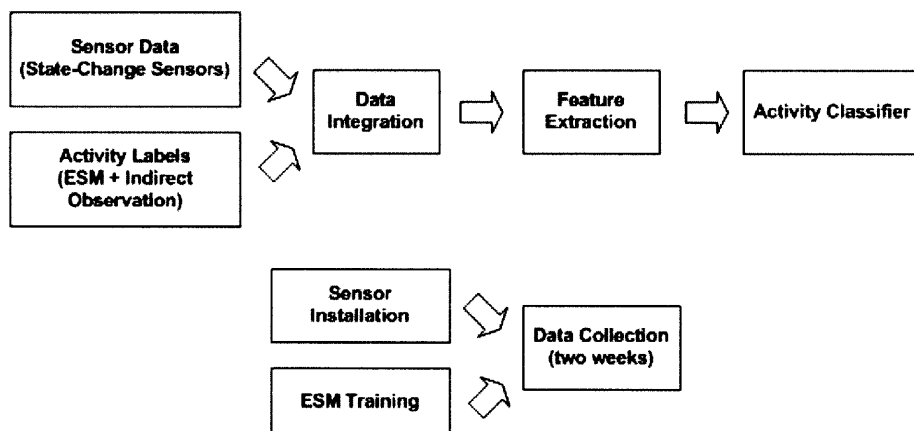 Sensor Data
(State-Change Sensors)
Activity Labels
(ESM + Indirect
Observation)
Data
Integration
Feature
Extraction
Activity Classifier
Sensor
Installation
ESM Training
Data Collection
(two weeks)